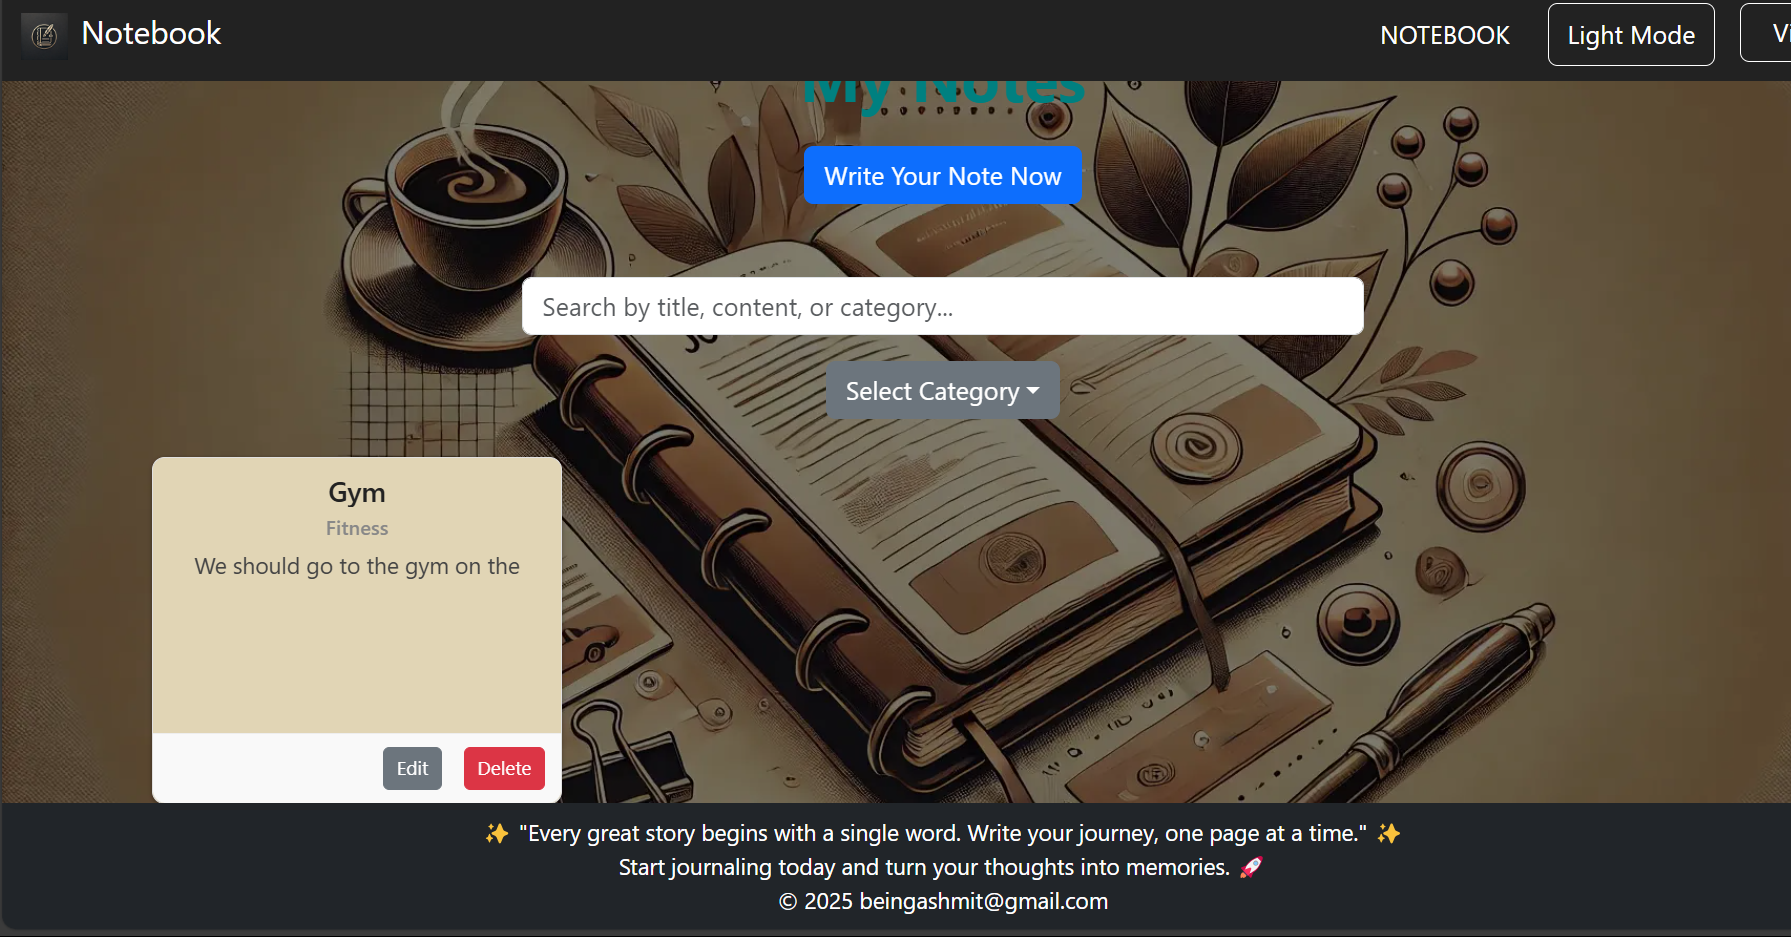 Notebook
NOTEBOOK
Light Mode
My Notes
Write Your Note Now
Search by title, content, or category...
Select Category
Gym
Fitness
We should go to the gym on the
Edit
Delete
✨ "Every great story begins with a single word. Write your journey, one page at a time." ✨
Start journaling today and turn your thoughts into memories. 🚀
© 2025 beingashmit@gmail.com